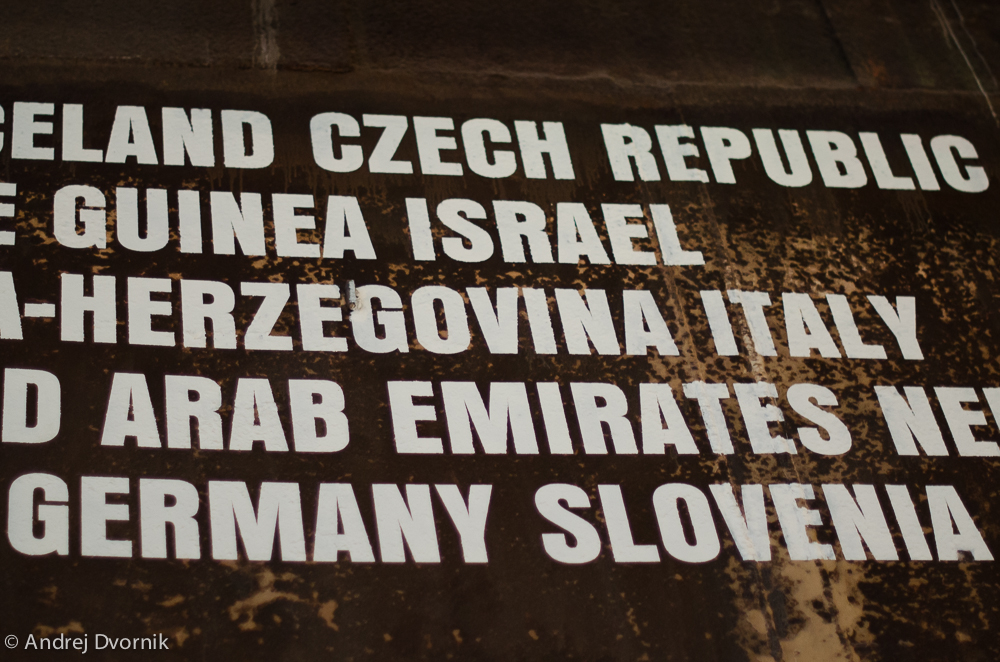 CELAND CZECH REPUBLIC
E GUINEA ISRAEL
A-HERZEGOVINA ITALY
D ARAB EMIRATES NE
GERMANY SLOVENIA
© Andrej Dvornik